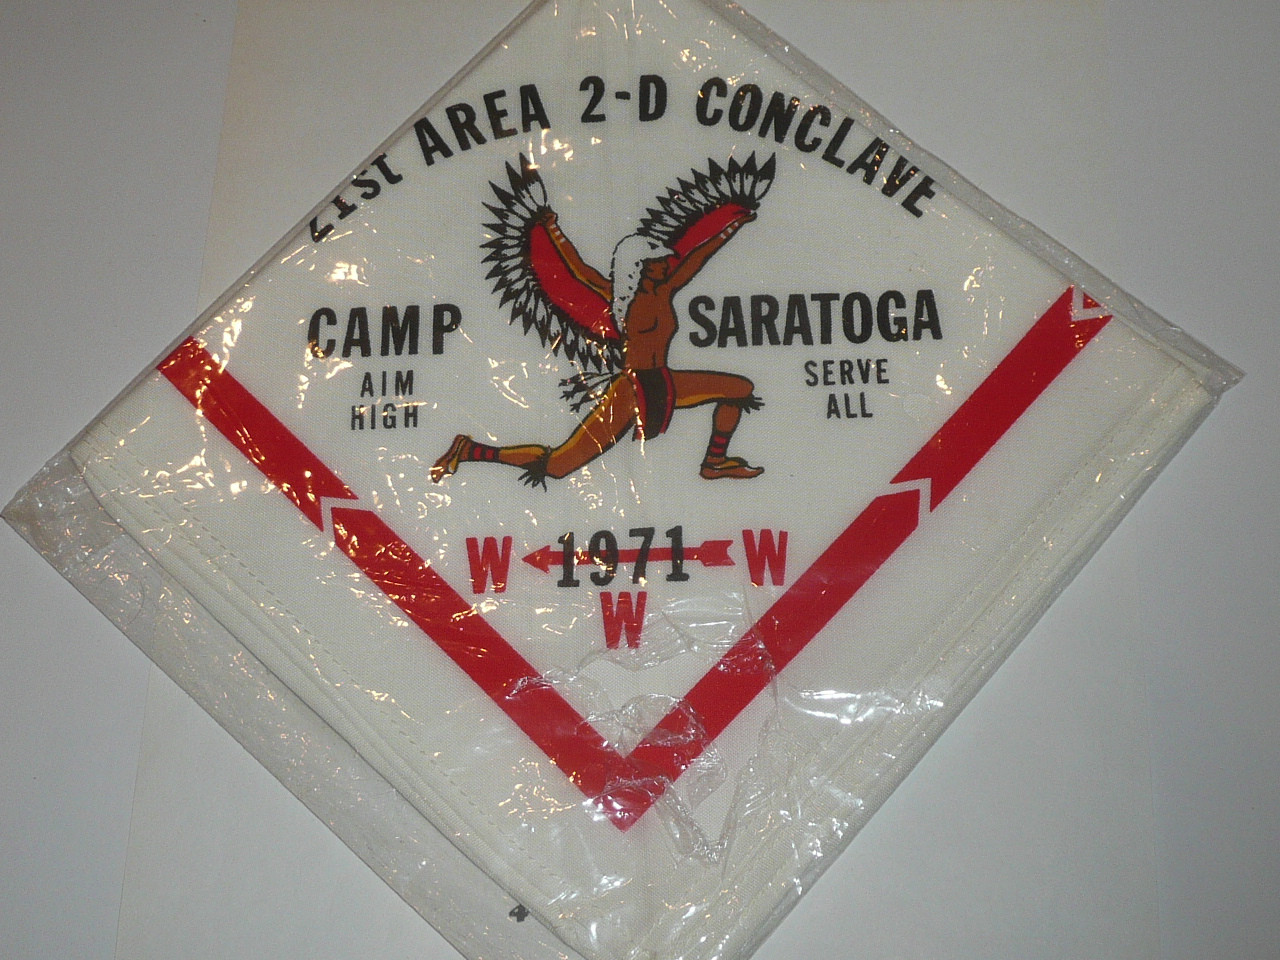 21st AREA 2-D CONCLAVE
CAMP SARATOGA
AIM HIGH
SERVE ALL
W 1971 W
W